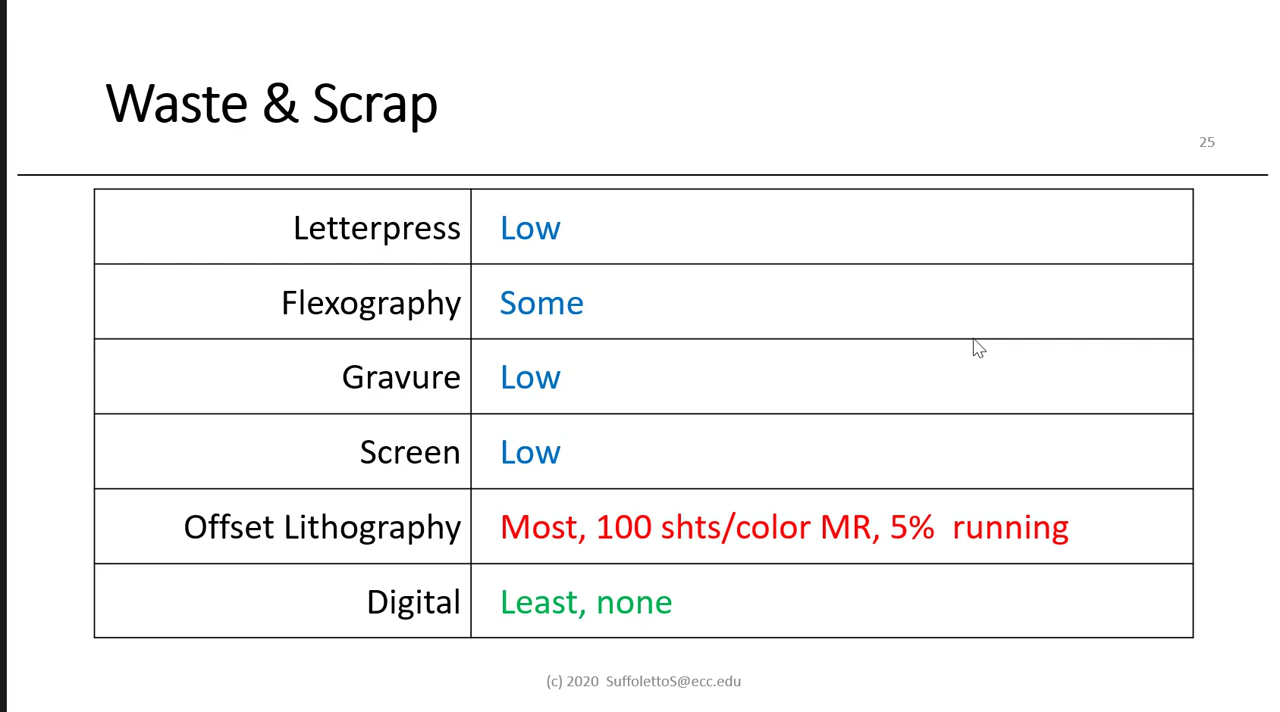 Waste & Scrap
25
Letterpress Low
Flexography Some
Gravure Low
Screen Low
Offset Lithography Most, 100 shts/color MR, 5%  running
Digital Least, none
(c) 2020  SuffolettoS@ecc.edu